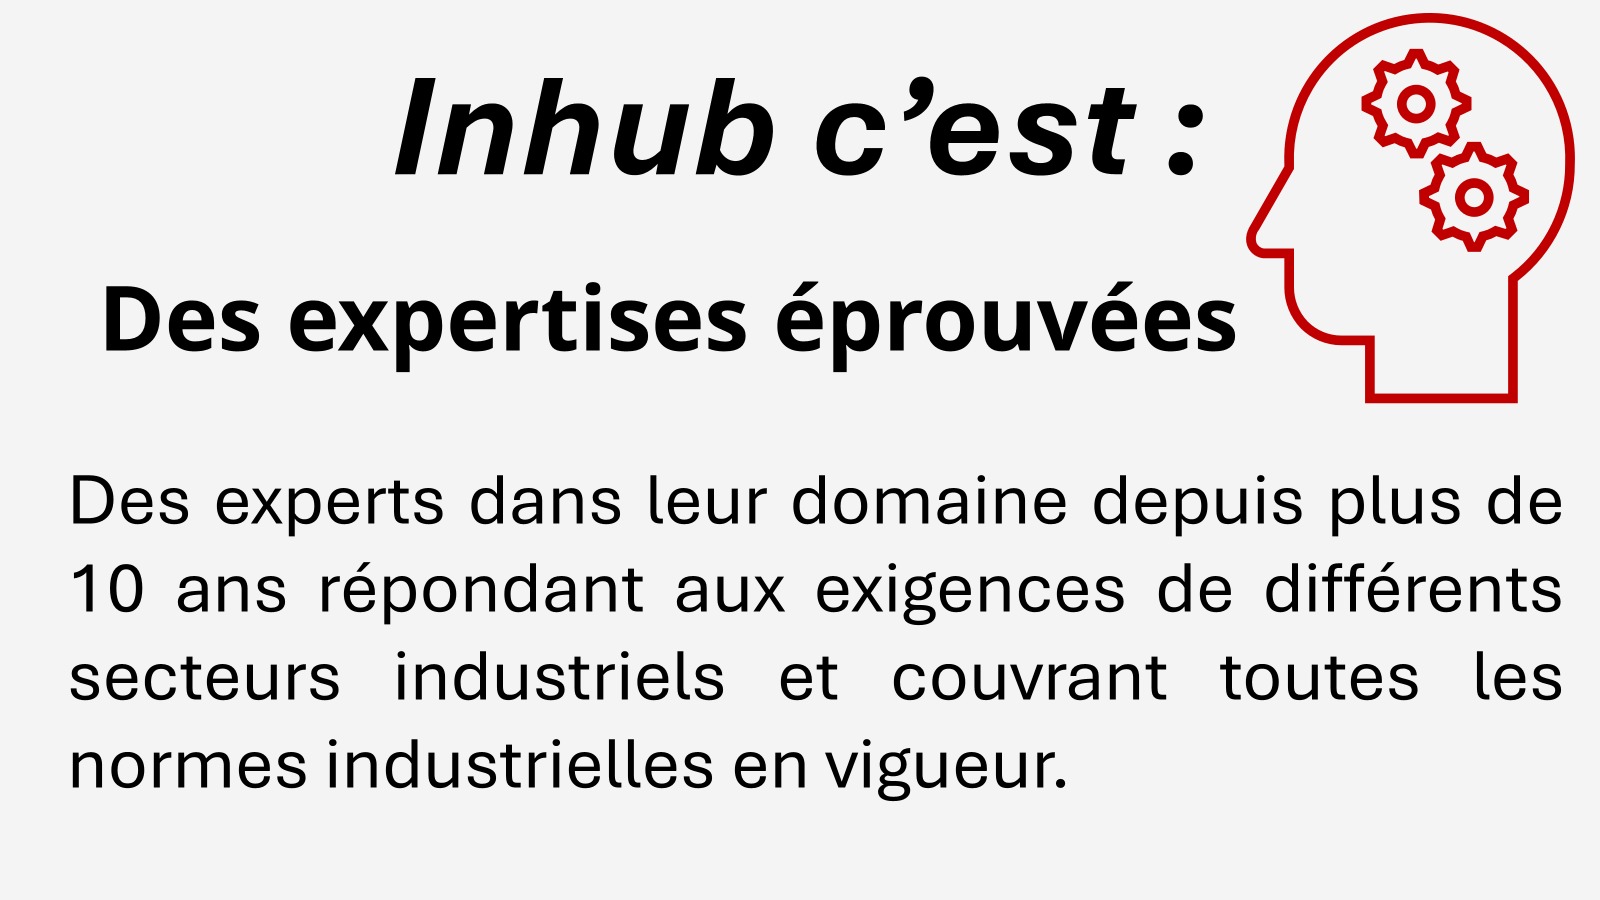 Inhub c’est :
Des expertises éprouvées
Des experts dans leur domaine depuis plus de
10 ans répondant aux exigences de différents
secteurs industriels et couvrant toutes les
normes industrielles en vigueur.